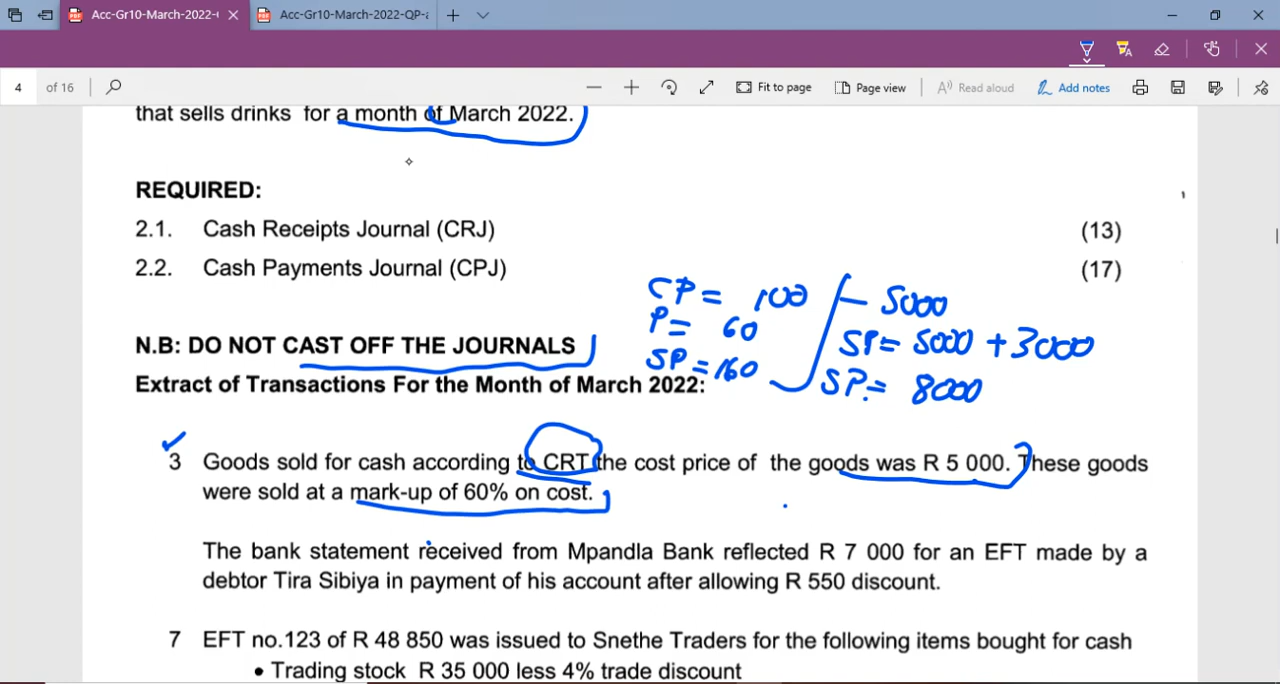 Acc-Gr10-March-2022-
Acc-Gr10-March-2022-QP-
4 of 16
Fit to page
Page view
Read aloud
Add notes
that sells drinks for a month of March 2022.
REQUIRED:
2.1. Cash Receipts Journal (CRJ) (13)
2.2. Cash Payments Journal (CPJ) (17)
CP = 100
5000
P = 60
SP = 5000 + 3000
SP = 160
SP = 8000
N.B: DO NOT CAST OFF THE JOURNALS
Extract of Transactions For the Month of March 2022:
3 Goods sold for cash according to CRT the cost price of the goods was R 5 000. These goods
were sold at a mark-up of 60% on cost.
The bank statement received from Mpandla Bank reflected R 7 000 for an EFT made by a
debtor Tira Sibiya in payment of his account after allowing R 550 discount.
7 EFT no.123 of R 48 850 was issued to Snethe Traders for the following items bought for cash
• Trading stock R 35 000 less 4% trade discount